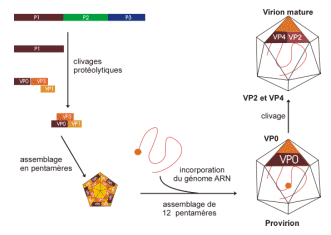 P1 P2 P3
P1
clivages
protéolytiques
VP0 VP3
VP1
VP3
VP0 VP1
assemblage
en pentamères
incorporation
du génome ARN
assemblage de
12 pentamères
Virion mature
VP4 VP2
VP2 et VP4
clivage
VP0
VP0
Provirion